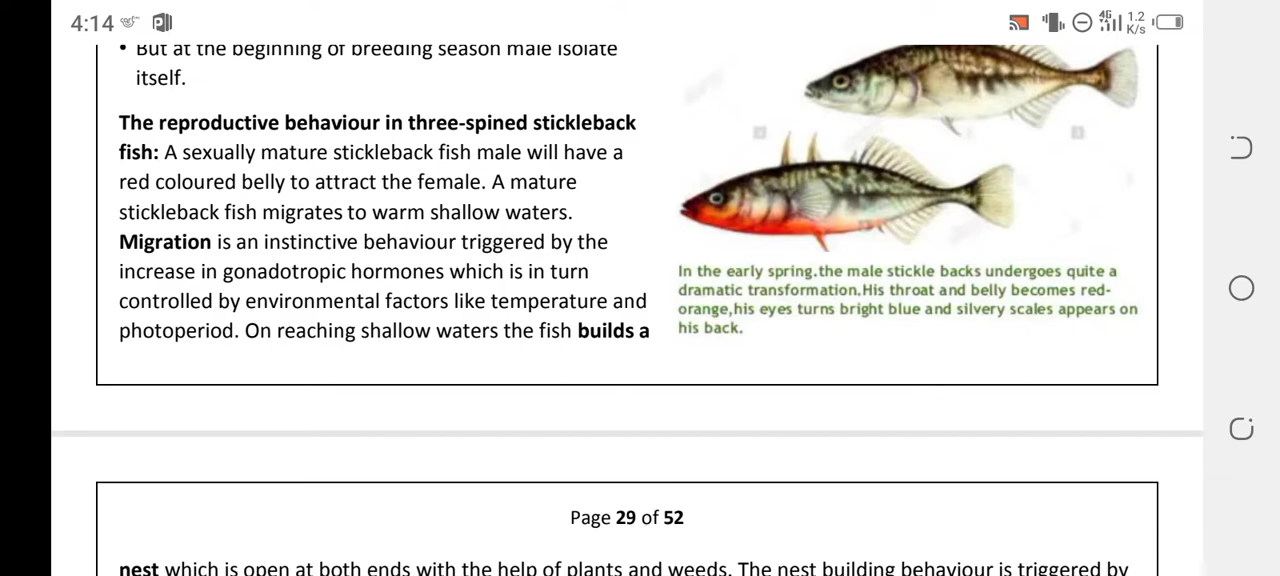 4:14
4G
1.2
K/s
• But at the beginning of breeding season male isolate
itself.
The reproductive behaviour in three-spined stickleback
fish: A sexually mature stickleback fish male will have a
red coloured belly to attract the female. A mature
stickleback fish migrates to warm shallow waters.
Migration is an instinctive behaviour triggered by the
increase in gonadotropic hormones which is in turn
controlled by environmental factors like temperature and
photoperiod. On reaching shallow waters the fish builds a
In the early spring.the male stickle backs undergoes quite a
dramatic transformation.His throat and belly becomes red-
orange,his eyes turns bright blue and silvery scales appears on
his back.
Page 29 of 52
nest which is open at both ends with the help of plants and weeds. The nest building behaviour is triggered by